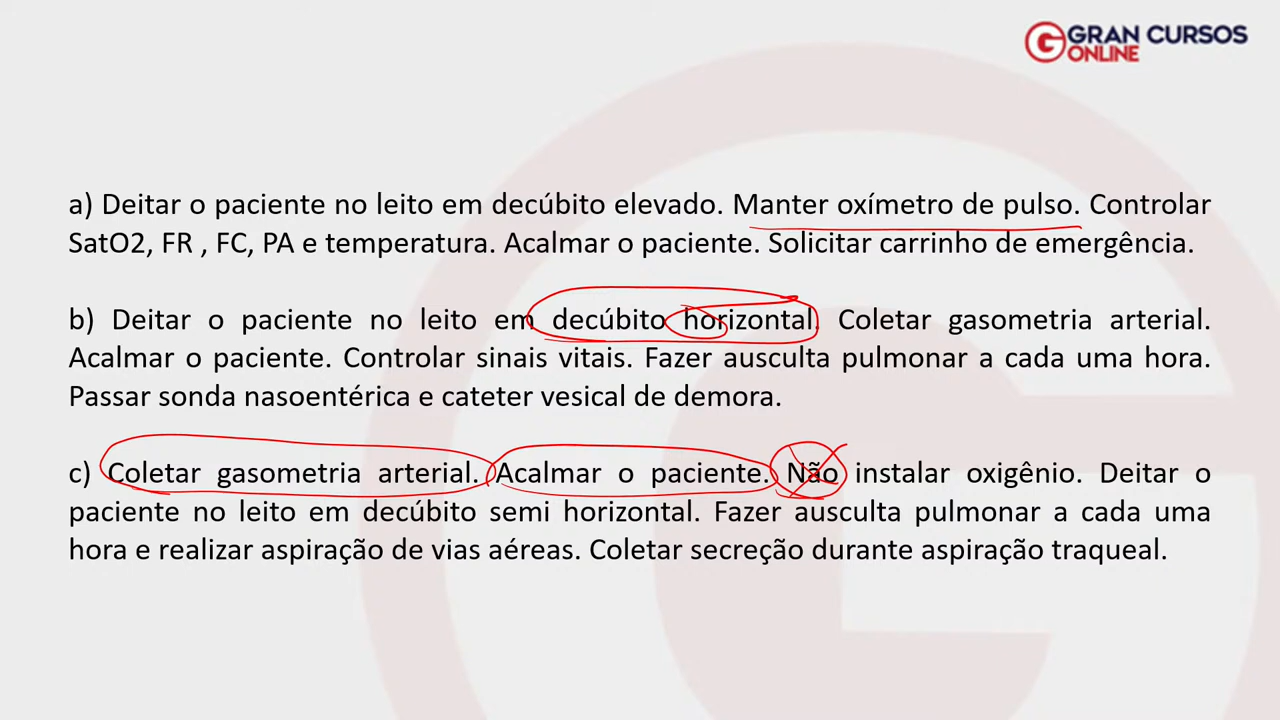 GRAN CURSOS
ONLINE
a) Deitar o paciente no leito em decúbito elevado. Manter oxímetro de pulso. Controlar
SatO2, FR , FC, PA e temperatura. Acalmar o paciente. Solicitar carrinho de emergência.
b) Deitar o paciente no leito em decúbito horizontal. Coletar gasometria arterial.
Acalmar o paciente. Controlar sinais vitais. Fazer ausculta pulmonar a cada uma hora.
Passar sonda nasoentérica e cateter vesical de demora.
c) Coletar gasometria arterial. Acalmar o paciente. Não instalar oxigênio. Deitar o
paciente no leito em decúbito semi horizontal. Fazer ausculta pulmonar a cada uma
hora e realizar aspiração de vias aéreas. Coletar secreção durante aspiração traqueal.